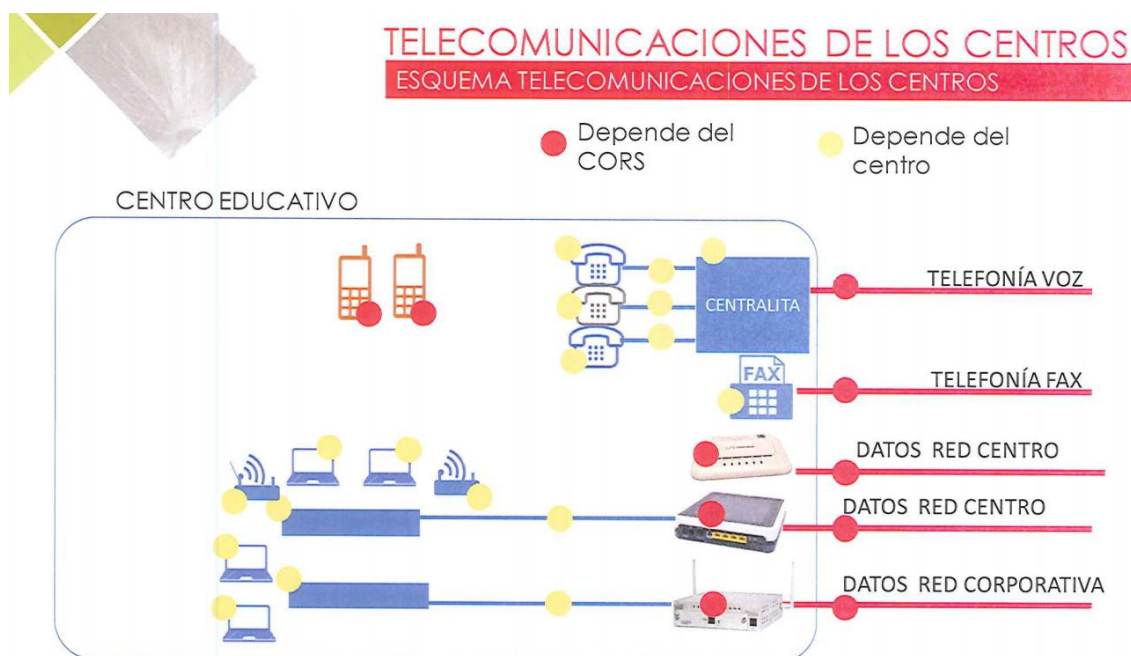 TELECOMUNICACIONES DE LOS CENTROS
ESQUEMA TELECOMUNICACIONES DE LOS CENTROS
Depende del
CORS
Depende del
centro
CENTRO EDUCATIVO
CENTRALITA
TELEFONÍA VOZ
FAX
TELEFONÍA FAX
DATOS RED CENTRO
DATOS RED CENTRO
DATOS RED CORPORATIVA